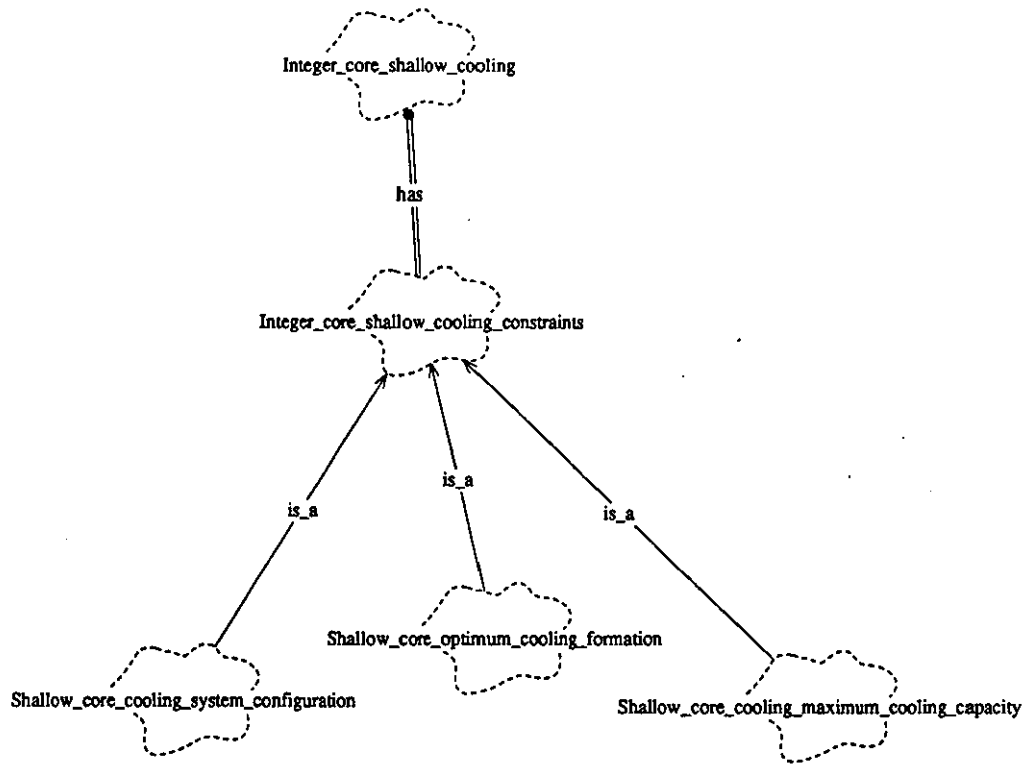 Integer_core_shallow_cooling
has
Integer_core_shallow_cooling_constraints
is_a
is_a
is_a
Shallow_core_optimum_cooling_formation
Shallow_core_cooling_system_configuration
Shallow_core_cooling_maximum_cooling_capacity